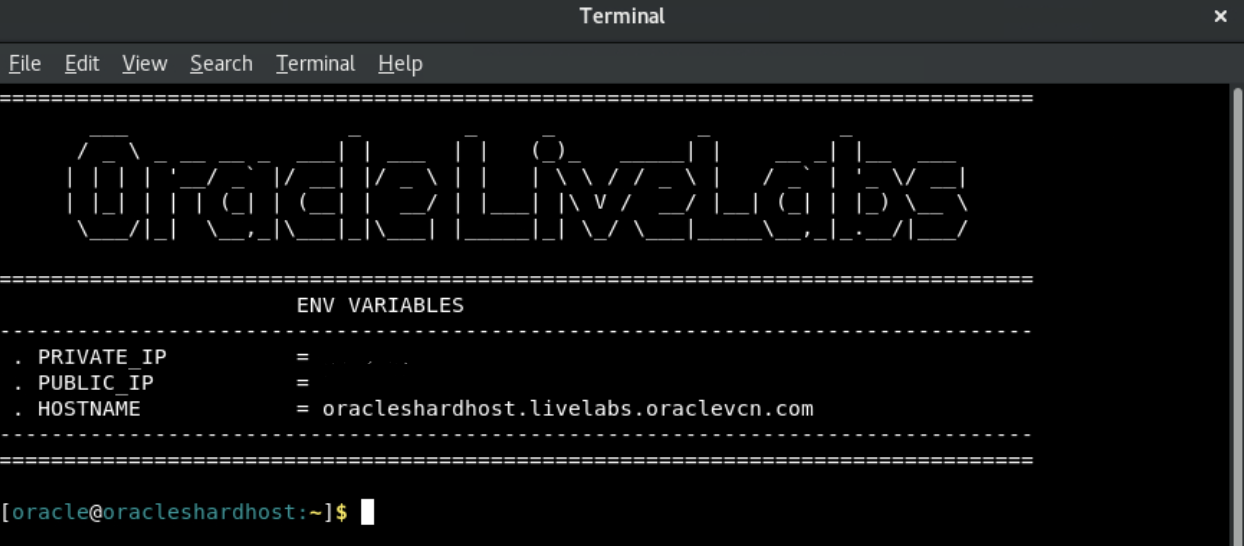 Terminal
File Edit View Search Terminal Help
================================================================================
Oracle LiveLabs
================================================================================
ENV VARIABLES
--------------------------------------------------------------------------------
. PRIVATE_IP =
. PUBLIC_IP =
. HOSTNAME = oracleshardhost.livelabs.oraclevcn.com
--------------------------------------------------------------------------------
================================================================================
[oracle@oracleshardhost:~]$